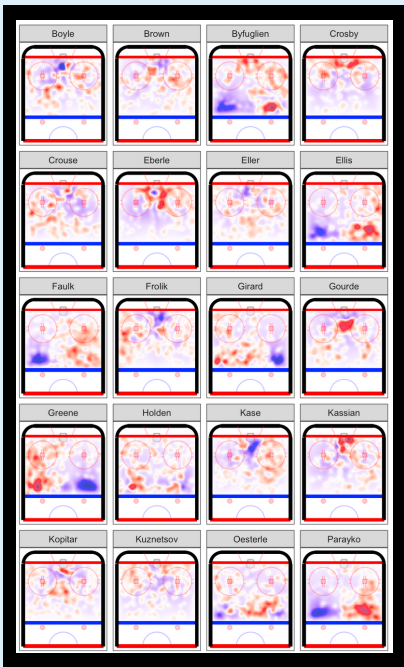 Boyle Brown Byfuglien Crosby
Crouse Eberle Eller Ellis
Faulk Frolik Girard Gourde
Greene Holden Kase Kassian
Kopitar Kuznetsov Oesterle Parayko